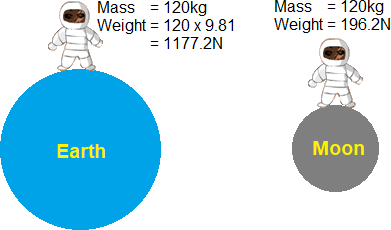 Mass = 120kg
Weight = 120 x 9.81
= 1177.2N
Mass = 120kg
Weight = 196.2N
Earth
Moon